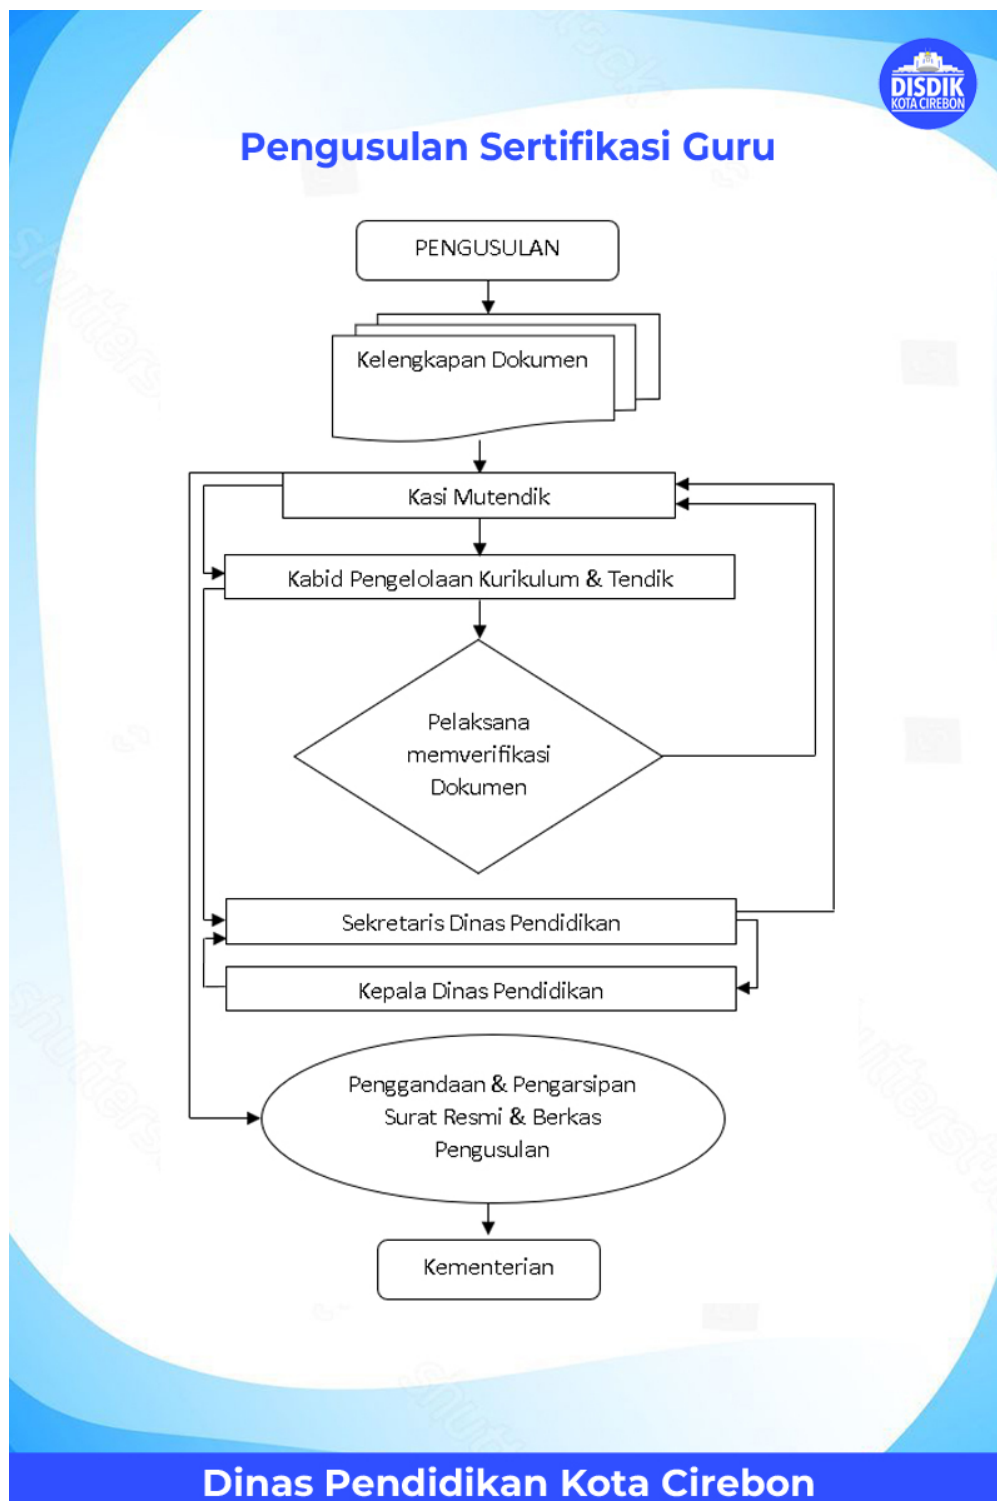 DISDIK
KOTA CIREBON
Pengusulan Sertifikasi Guru
PENGUSULAN
Kelengkapan Dokumen
Kasi Mutendik
Kabid Pengelolaan Kurikulum & Tendik
Pelaksana
memverifikasi
Dokumen
Sekretaris Dinas Pendidikan
Kepala Dinas Pendidikan
Penggandaan & Pengarsipan
Surat Resmi & Berkas
Pengusulan
Kementerian
Dinas Pendidikan Kota Cirebon